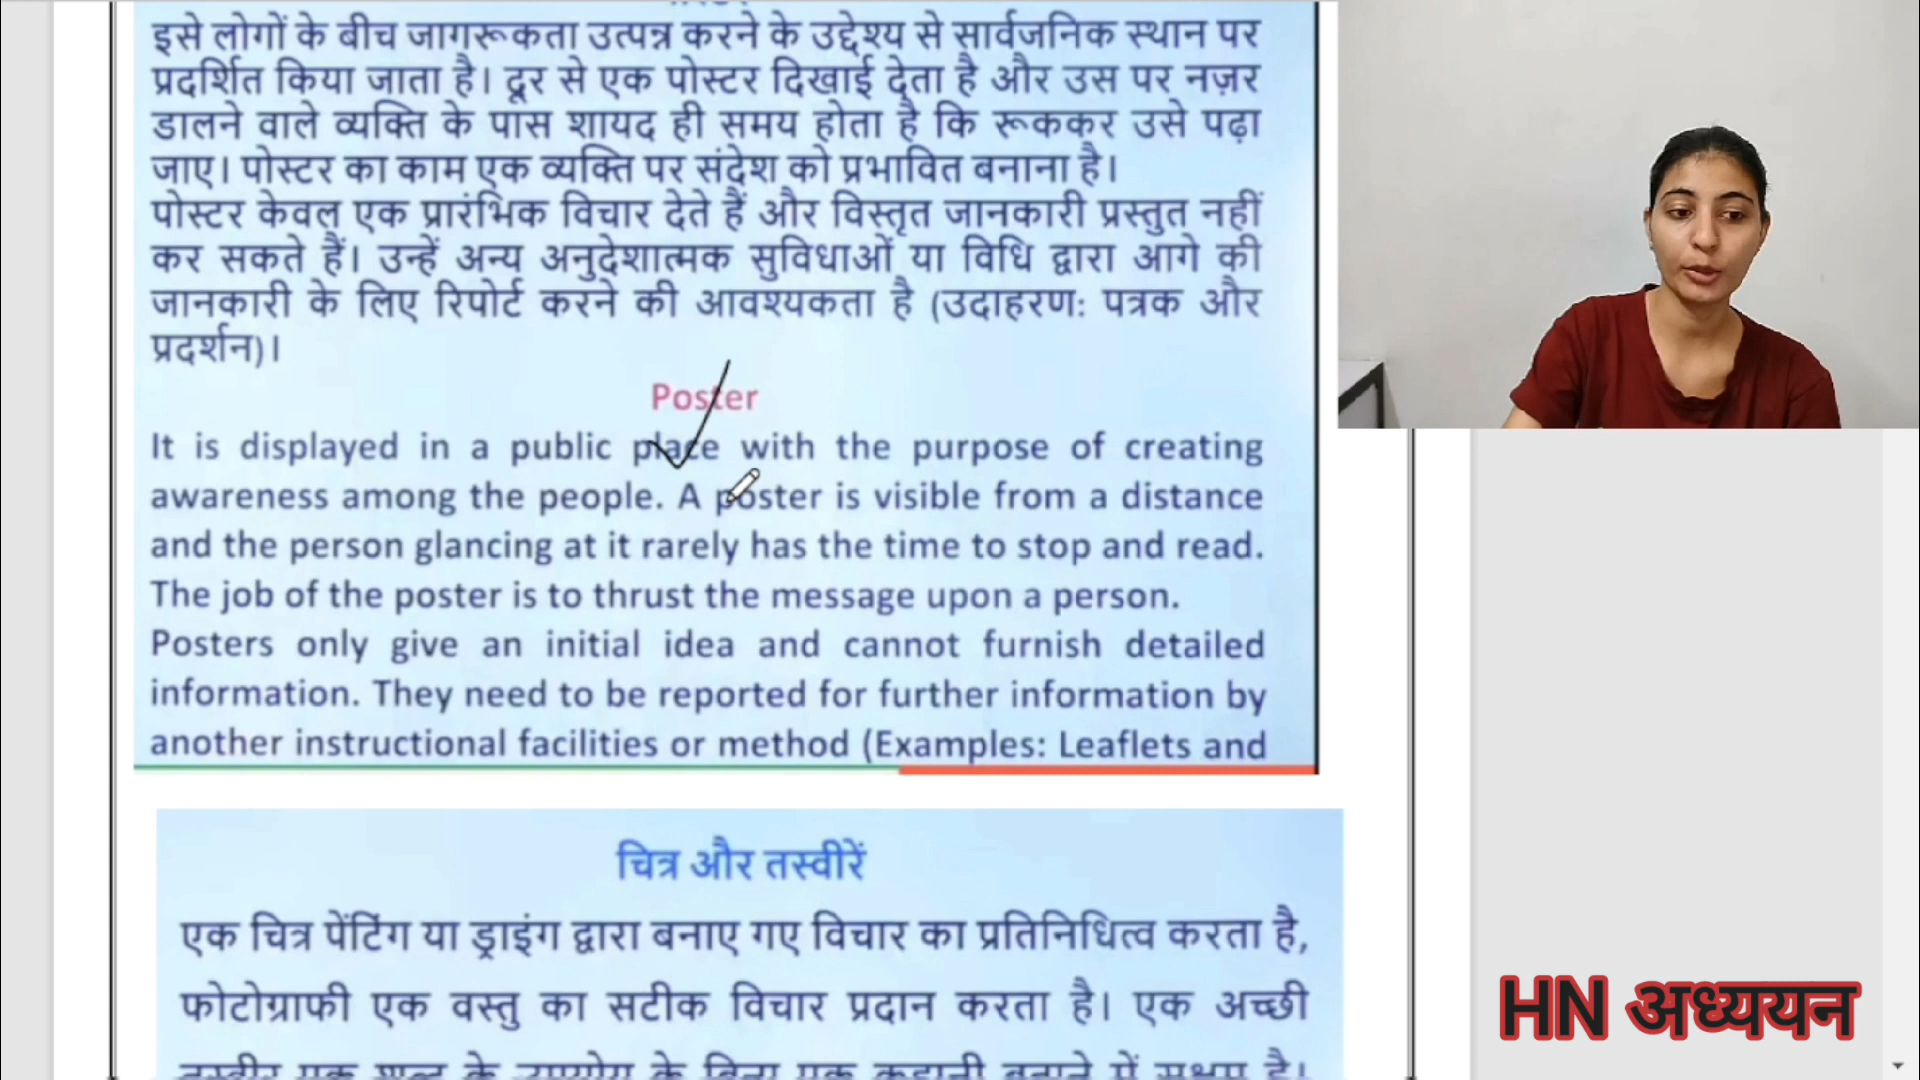 इसे लोगों के बीच जागरूकता उत्पन्न करने के उद्देश्य से सार्वजनिक स्थान पर
प्रदर्शित किया जाता है। दूर से एक पोस्टर दिखाई देता है और उस पर नज़र
डालने वाले व्यक्ति के पास शायद ही समय होता है कि रूककर उसे पढ़ा
जाए। पोस्टर का काम एक व्यक्ति पर संदेश को प्रभावित बनाना है।
पोस्टर केवल एक प्रारंभिक विचार देते हैं और विस्तृत जानकारी प्रस्तुत नहीं
कर सकते हैं। उन्हें अन्य अनुदेशात्मक सुविधाओं या विधि द्वारा आगे की
जानकारी के लिए रिपोर्ट करने की आवश्यकता है (उदाहरण: पत्रक और
प्रदर्शन)।
Poster
It is displayed in a public place with the purpose of creating
awareness among the people. A poster is visible from a distance
and the person glancing at it rarely has the time to stop and read.
The job of the poster is to thrust the message upon a person.
Posters only give an initial idea and cannot furnish detailed
information. They need to be reported for further information by
another instructional facilities or method (Examples: Leaflets and
चित्र और तस्वीरें
एक चित्र पेंटिंग या ड्राइंग द्वारा बनाए गए विचार का प्रतिनिधित्व करता है,
फोटोग्राफी एक वस्तु का सटीक विचार प्रदान करता है। एक अच्छी
HN अध्ययन